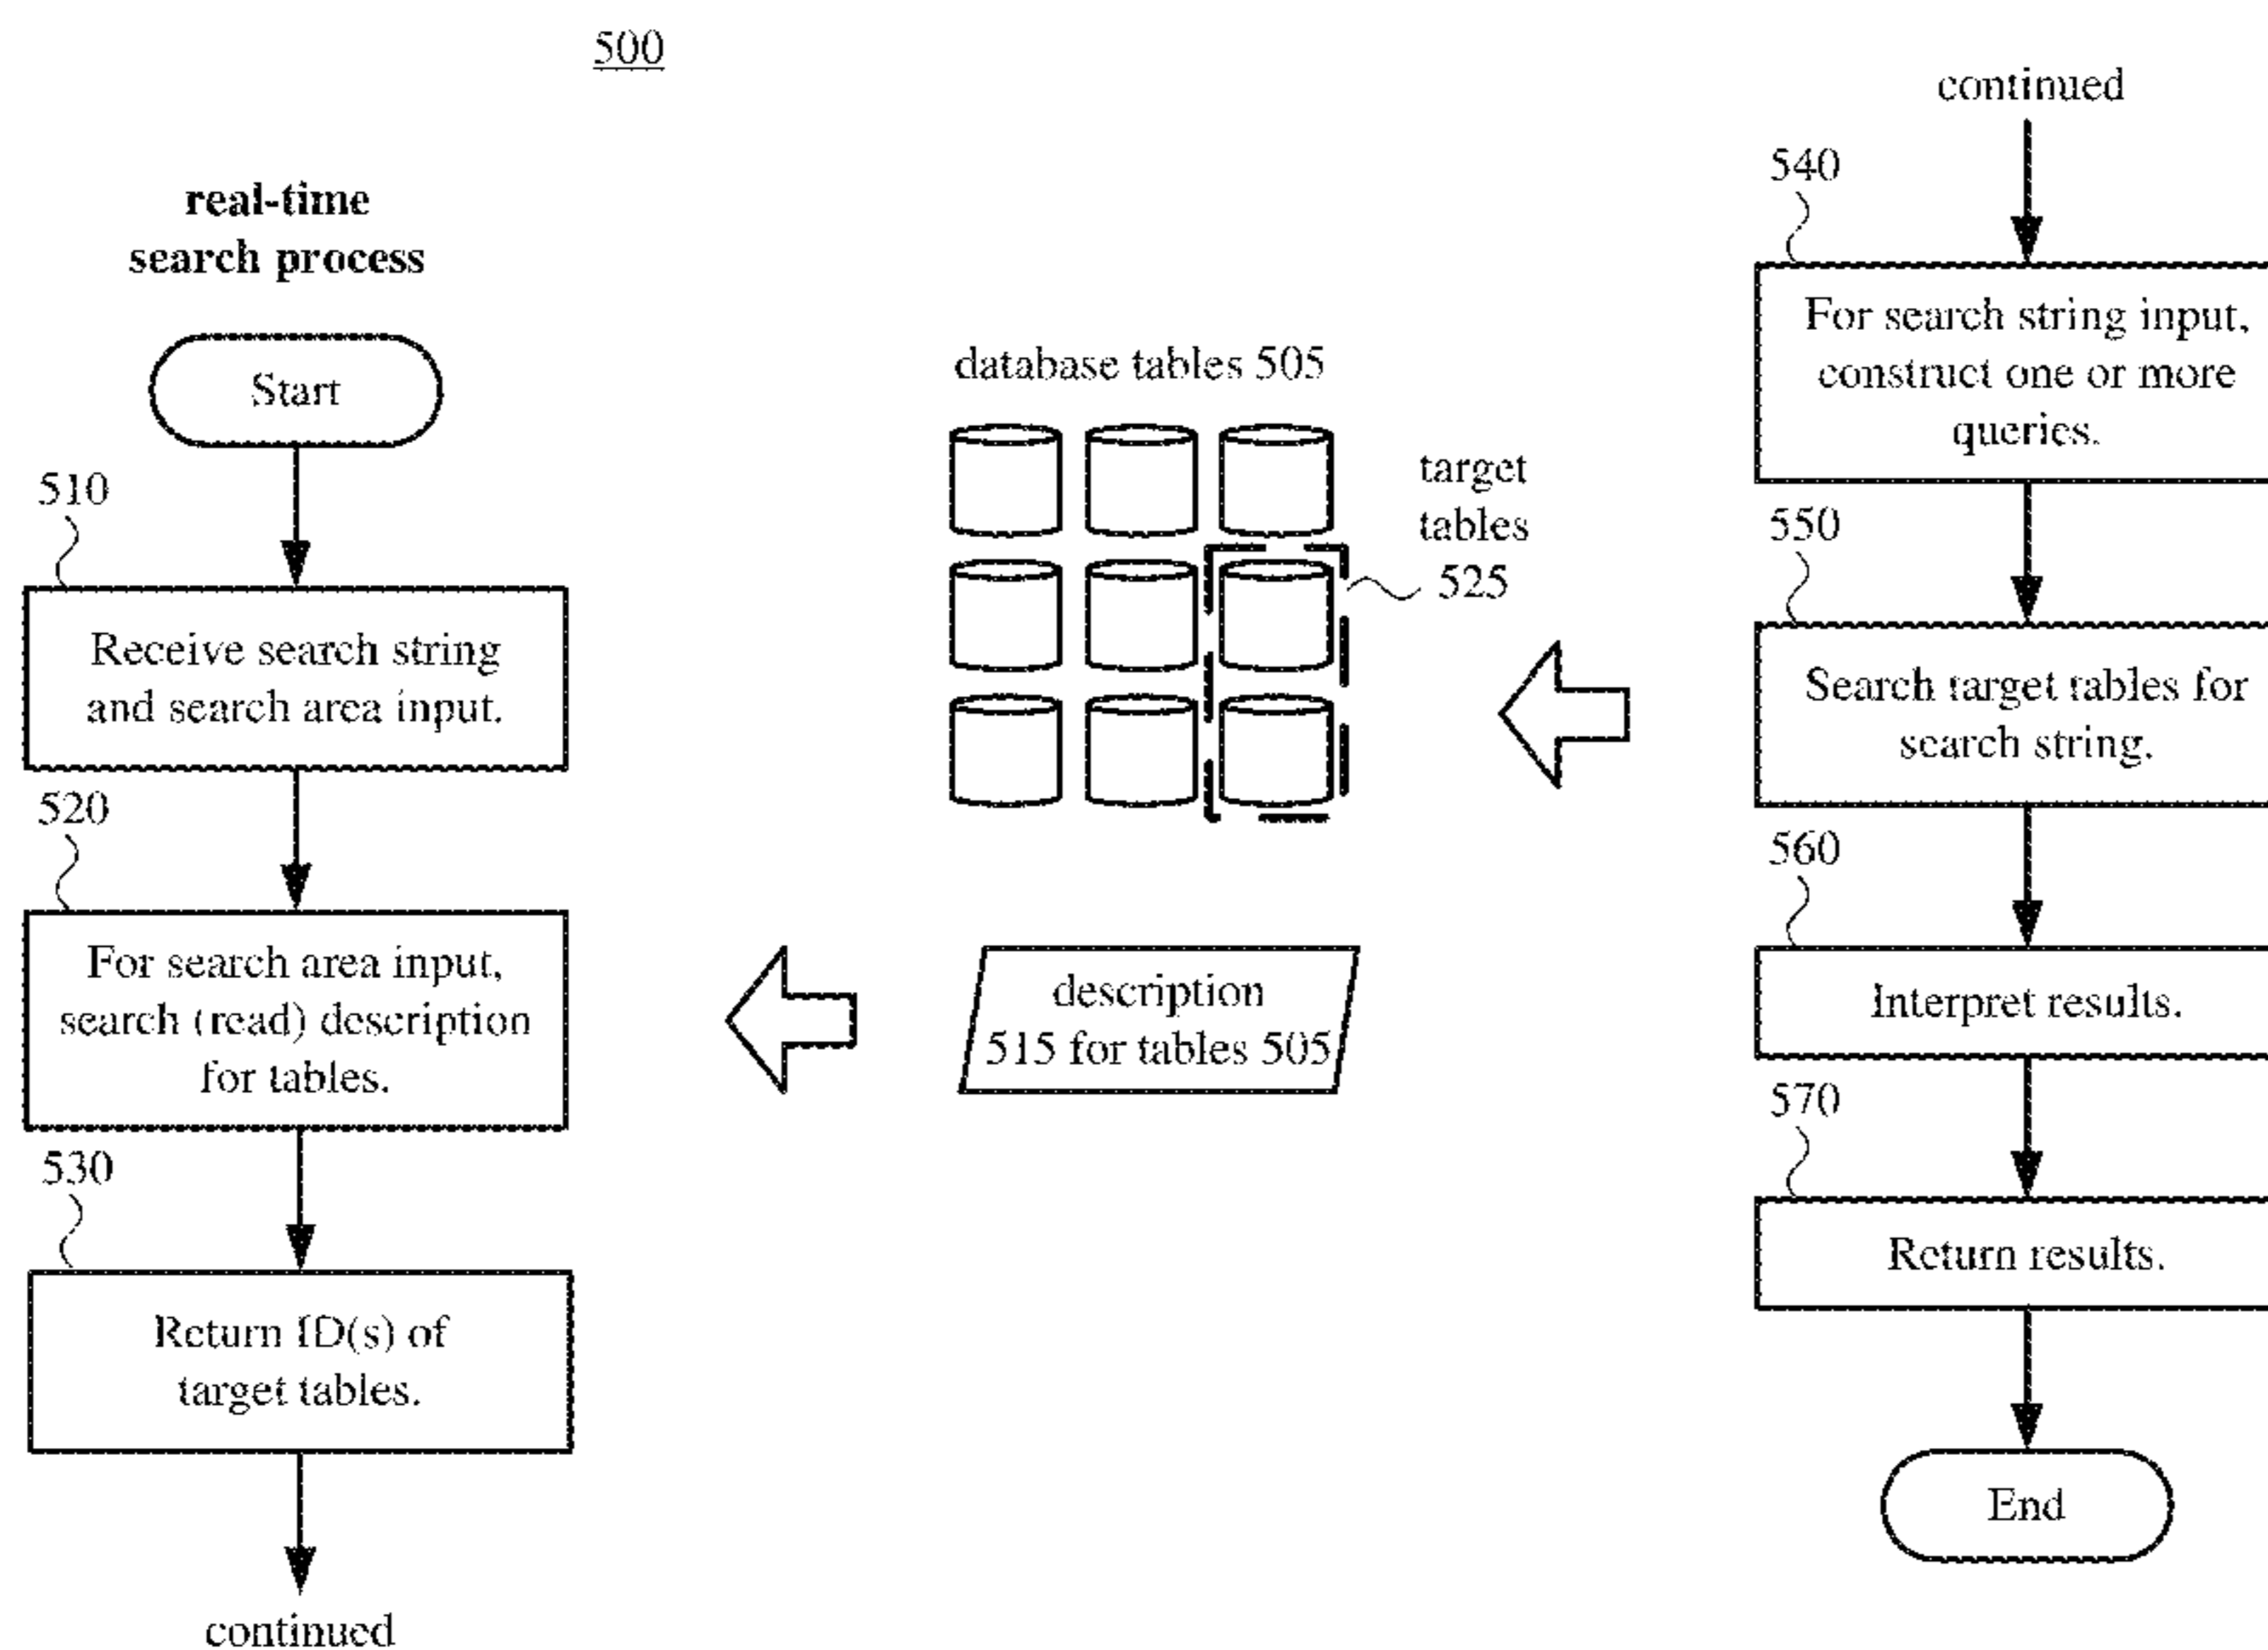 500
real-time
search process
Start
510
Receive search string
and search area input.
520
For search area input,
search (read) description
for tables.
530
Return ID(s) of
target tables.
continued
database tables 505
target
tables
525
description
515 for tables 505
continued
540
For search string input,
construct one or more
queries.
550
Search target tables for
search string.
560
Interpret results.
570
Return results.
End